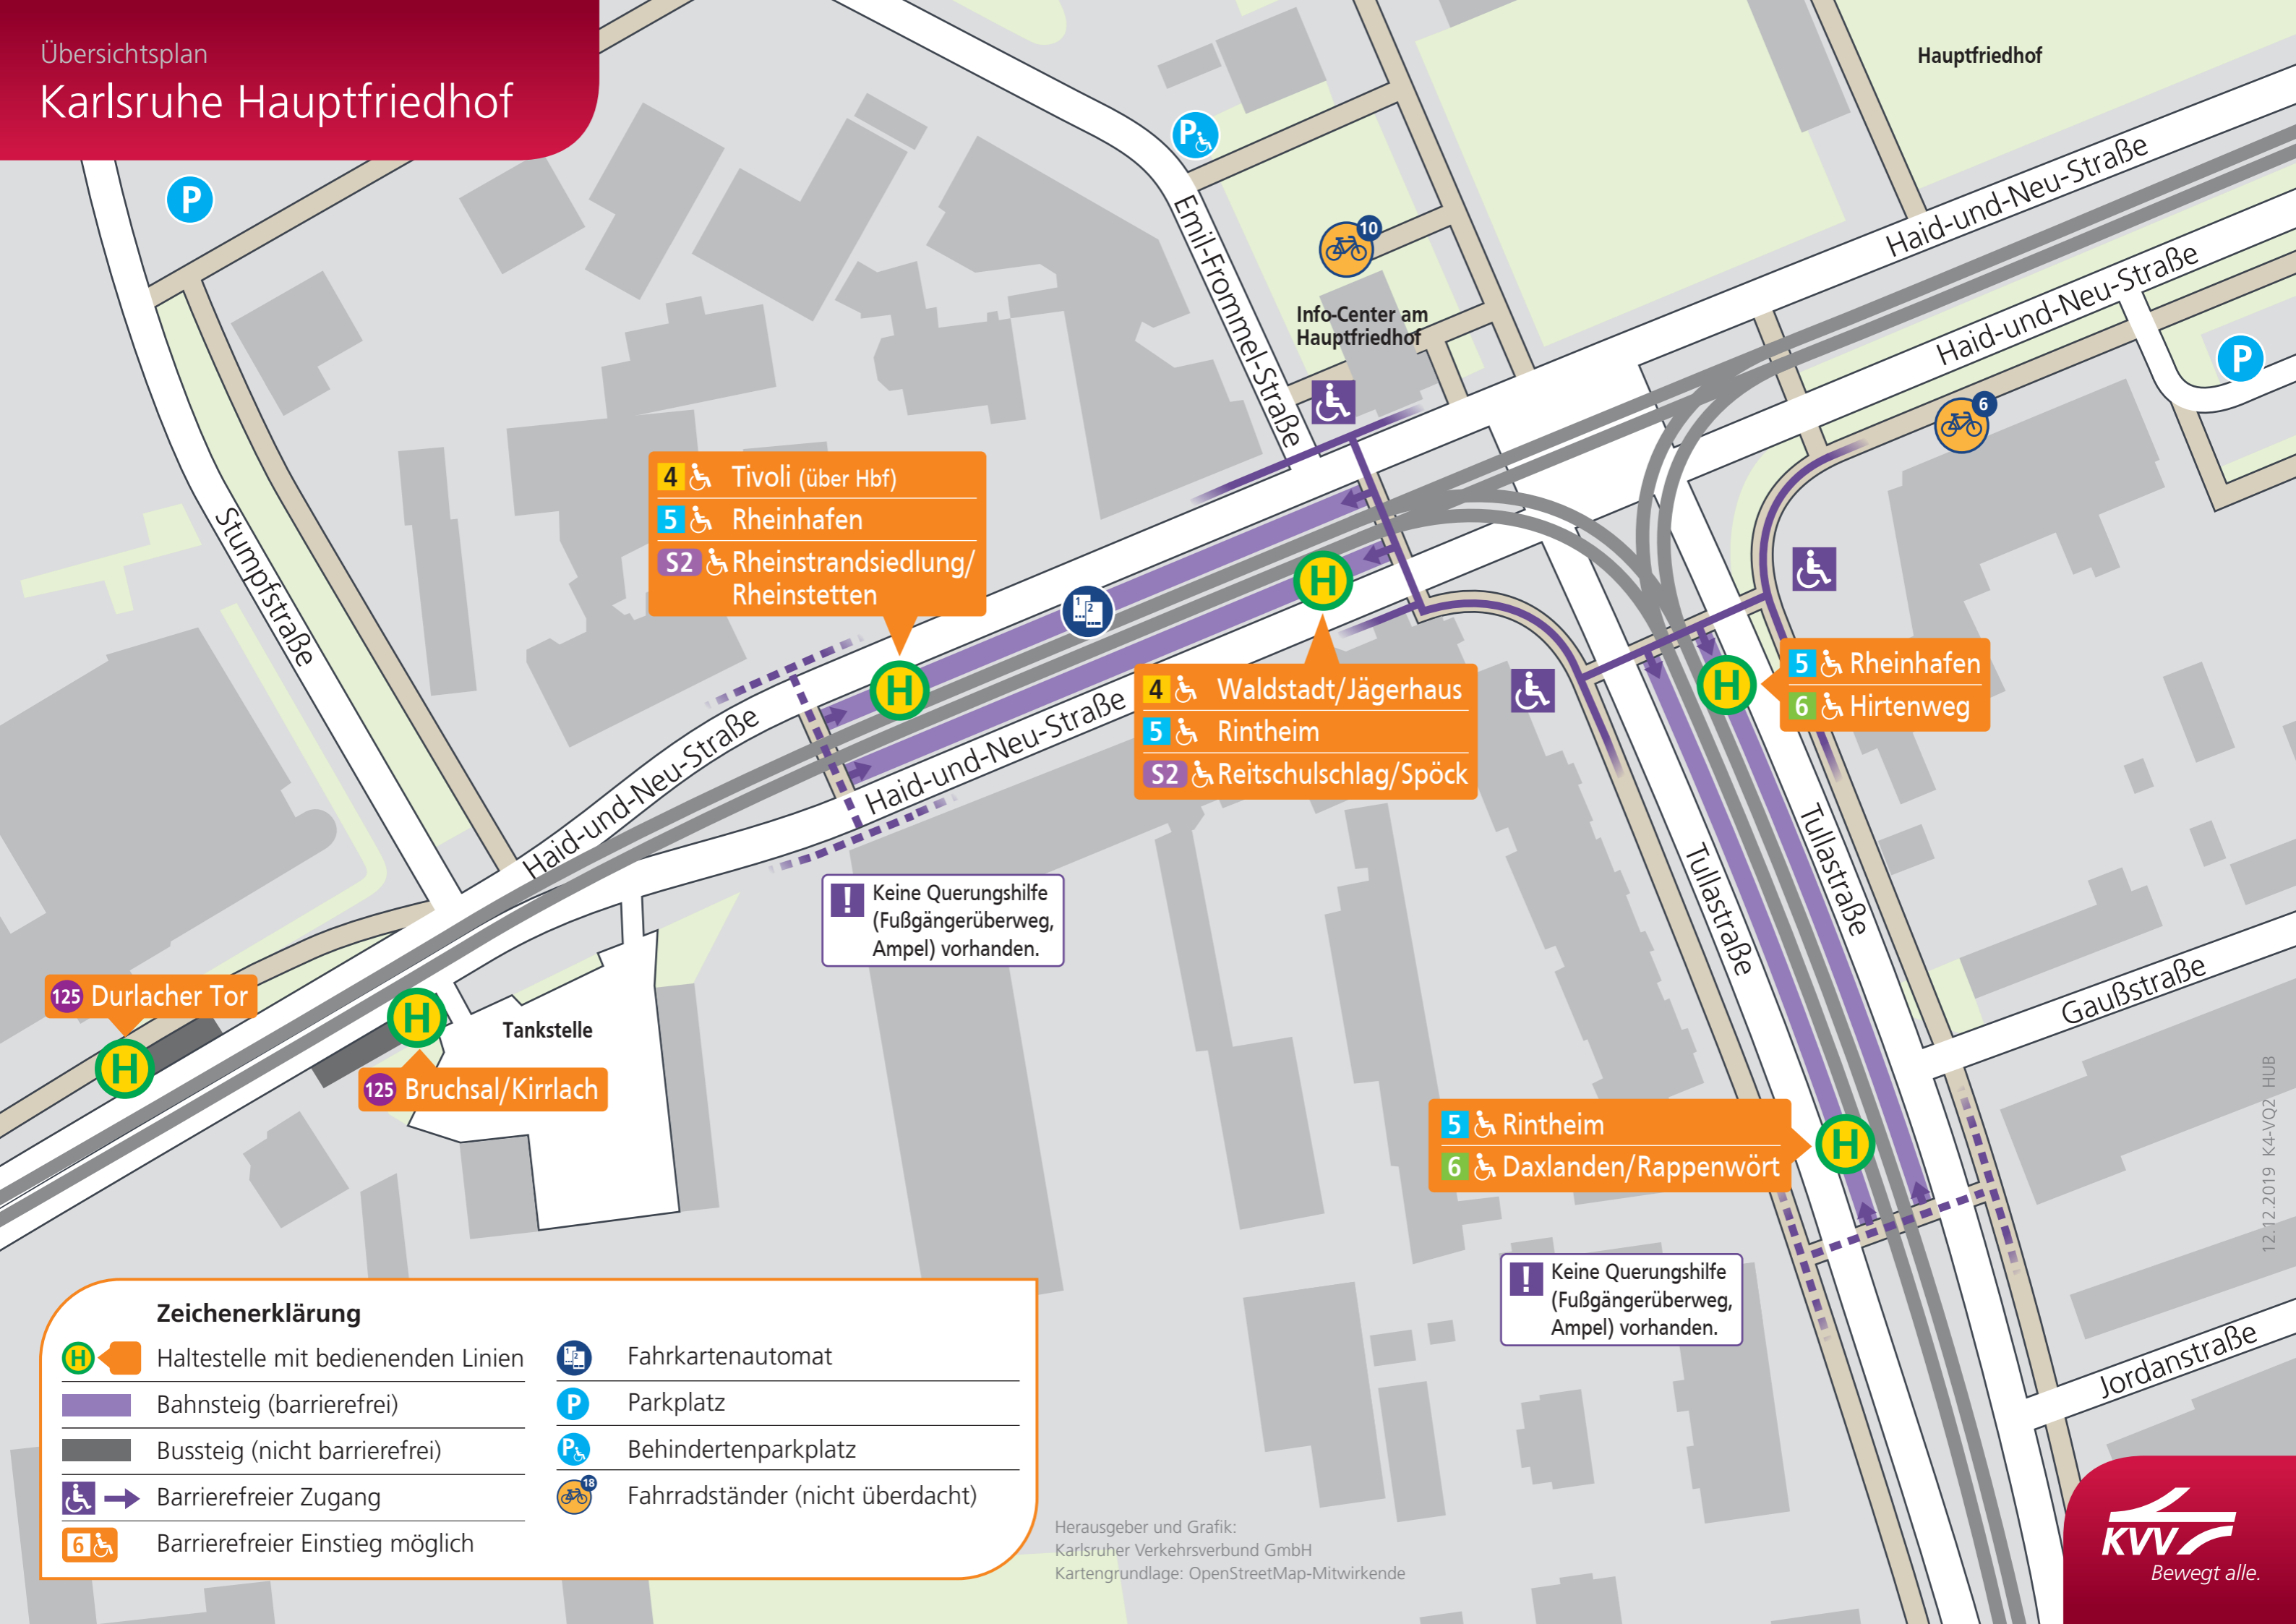 Übersichtsplan
Karlsruhe Hauptfriedhof
Hauptfriedhof
P
P
Haid-und-Neu-Straße
Emil-Frommel-Straße
10
Info-Center am
Hauptfriedhof
Haid-und-Neu-Straße
P
6
Stumpfstraße
4 Tivoli (über Hbf)
5 Rheinhafen
S2 Rheinstrandsiedlung/
Rheinstetten
1 2
H
H
4 Waldstadt/Jägerhaus
5 Rintheim
S2 Reitschulschlag/Spöck
H
5 Rheinhafen
6 Hirtenweg
Haid-und-Neu-Straße
Haid-und-Neu-Straße
Tullastraße
Tullastraße
! Keine Querungshilfe
(Fußgängerüberweg,
Ampel) vorhanden.
Gaußstraße
125 Durlacher Tor
H
H
Tankstelle
125 Bruchsal/Kirrlach
5 Rintheim
6 Daxlanden/Rappenwört
H
! Keine Querungshilfe
(Fußgängerüberweg,
Ampel) vorhanden.
Jordanstraße
12.12.2019 K4-VQ2 HUB
Zeichenerklärung
H Haltestelle mit bedienenden Linien
Bahnsteig (barrierefrei)
Bussteig (nicht barrierefrei)
Barrierefreier Zugang
6 Barrierefreier Einstieg möglich
1 2 Fahrkartenautomat
P Parkplatz
P Behindertenparkplatz
18 Fahrradständer (nicht überdacht)
Herausgeber und Grafik:
Karlsruher Verkehrsverbund GmbH
Kartengrundlage: OpenStreetMap-Mitwirkende
KVV
Bewegt alle.